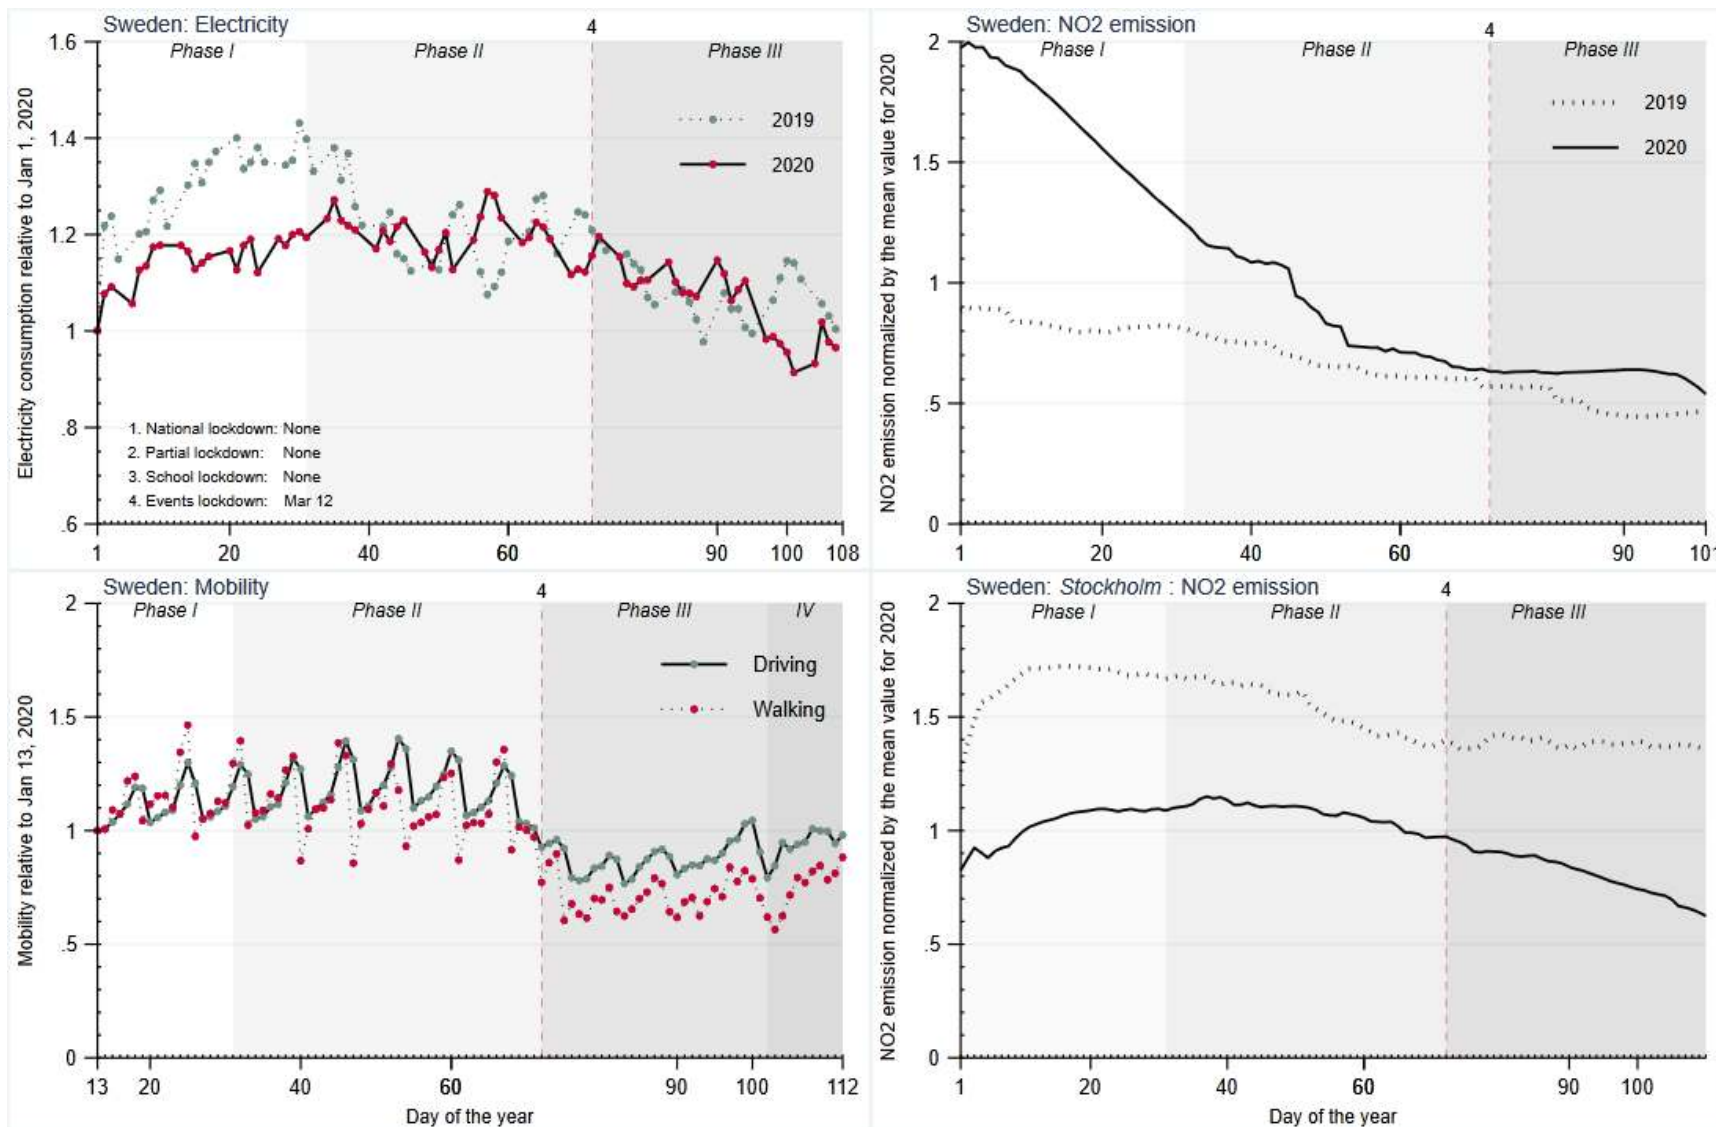 Sweden: Electricity
4
Phase I
Phase II
Phase III
Electricity consumption relative to Jan 1, 2020
1.6
1.4
1.2
1
.8
.6
2019
2020
1. National lockdown: None
2. Partial lockdown: None
3. School lockdown: None
4. Events lockdown: Mar 12
1
20
40
60
90
100
108
Sweden: NO2 emission
4
Phase I
Phase II
Phase III
NO2 emission normalized by the mean value for 2020
2
1.5
1
.5
0
2019
2020
1
20
40
60
90
101
Sweden: Mobility
4
Phase I
Phase II
Phase III
IV
Mobility relative to Jan 13, 2020
2
1.5
1
.5
0
Driving
Walking
13
20
40
60
90
100
112
Day of the year
Sweden: Stockholm : NO2 emission
4
Phase I
Phase II
Phase III
NO2 emission normalized by the mean value for 2020
2
1.5
1
.5
0
1
20
40
60
90
100
Day of the year